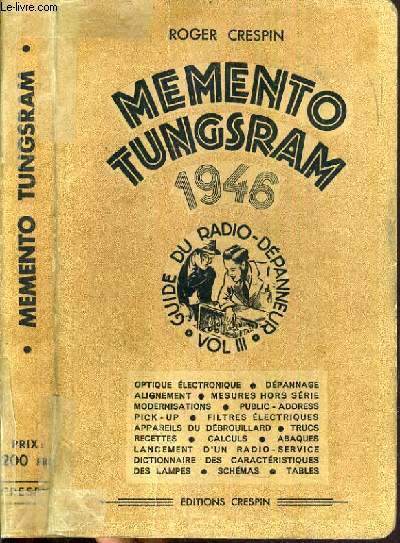 © le-livre.com
ROGER CRESPIN
MEMENTO
TUNGSRAM
1946
GUIDE DU RADIO-DÉPANNEUR
VOL III
OPTIQUE ÉLECTRONIQUE • DÉPANNAGE
ALIGNEMENT • MESURES HORS SÉRIE
MODERNISATIONS • PUBLIC-ADDRESS
PICK-UP • FILTRES ÉLECTRIQUES
APPAREILS DU DÉBROUILLARD • TRUCS
RECETTES • CALCULS • ABAQUES
LANCEMENT D'UN RADIO-SERVICE
DICTIONNAIRE DES CARACTÉRISTIQUES
DES LAMPES • SCHÉMAS • TABLES
ÉDITIONS CRESPIN
• MEMENTO TUNGSRAM •
PRIX :
200 FR
CRESPIN